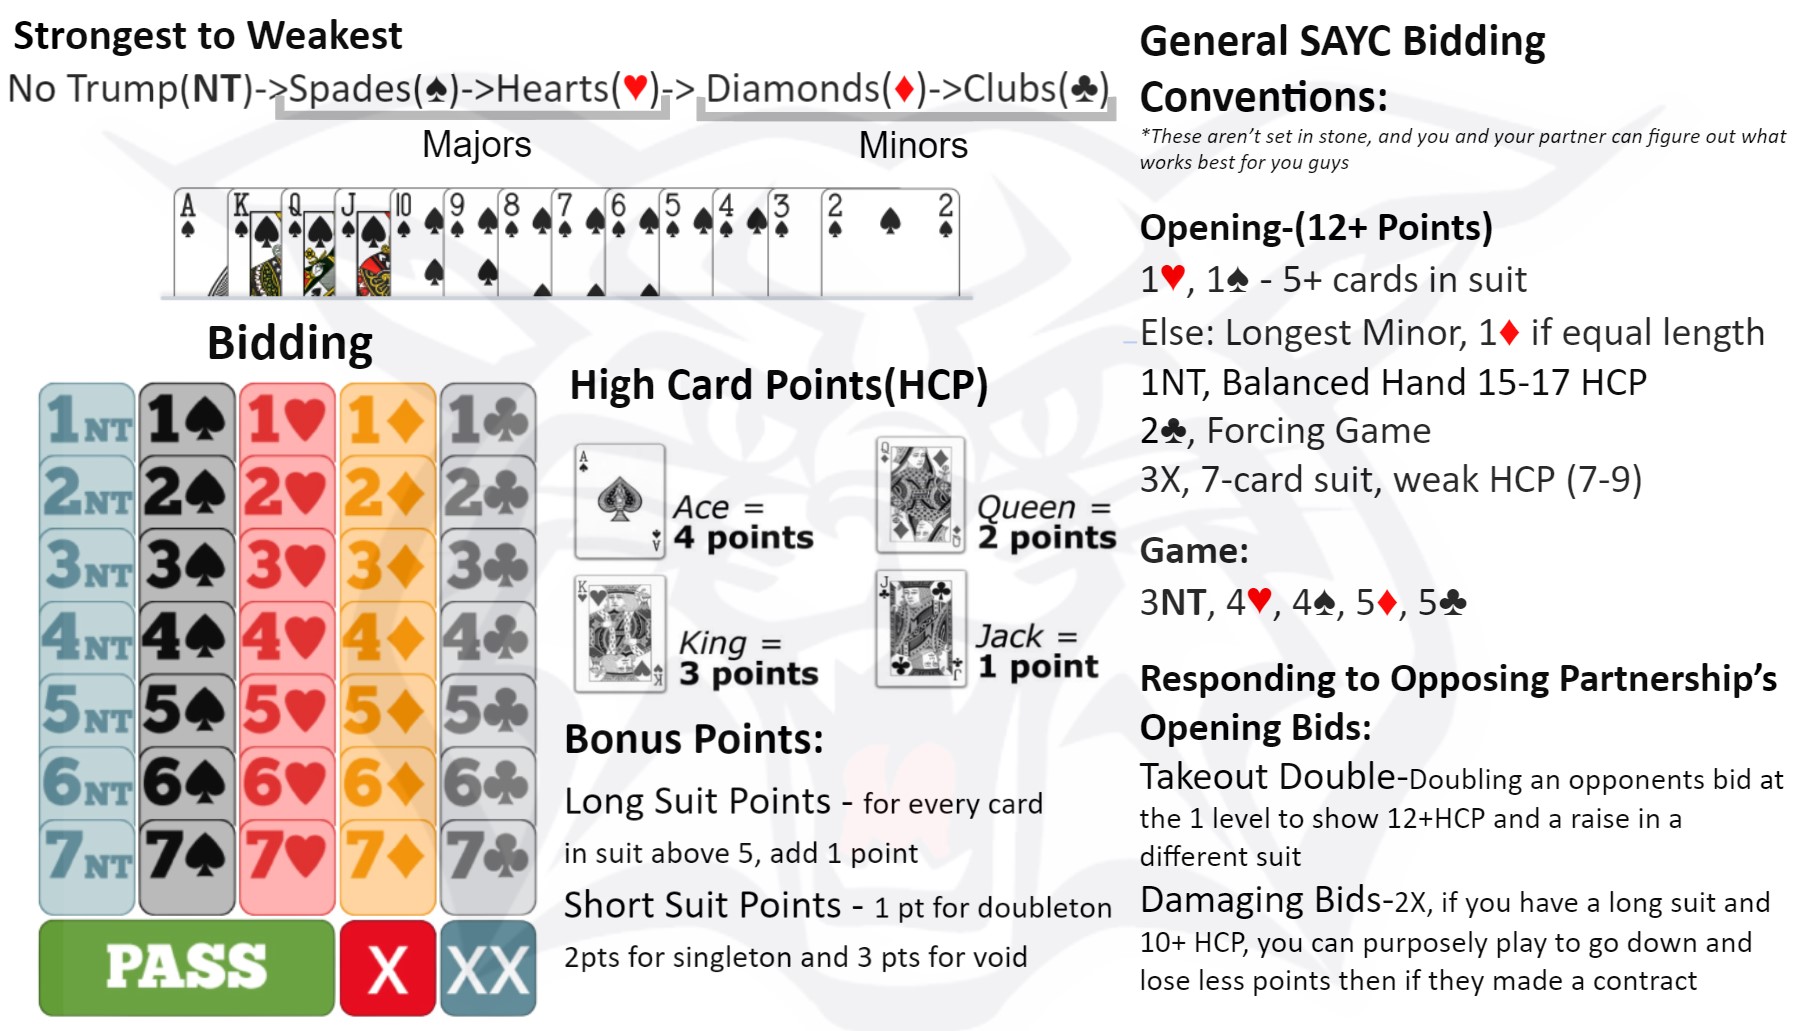 Strongest to Weakest
No Trump(NT)->Spades(♠)->Hearts(♥)-> Diamonds(♦)->Clubs(♣)
Majors
Minors
A K Q J 10 9 8 7 6 5 4 3 2 2
Bidding
1NT 1♠ 1♥ 1♦ 1♣
2NT 2♠ 2♥ 2♦ 2♣
3NT 3♠ 3♥ 3♦ 3♣
4NT 4♠ 4♥ 4♦ 4♣
5NT 5♠ 5♥ 5♦ 5♣
6NT 6♠ 6♥ 6♦ 6♣
7NT 7♠ 7♥ 7♦ 7♣
PASS X XX
High Card Points(HCP)
A
A
Ace =
4 points
Q
Q
Queen =
2 points
K
K
King =
3 points
J
J
Jack =
1 point
Bonus Points:
Long Suit Points - for every card
in suit above 5, add 1 point
Short Suit Points - 1 pt for doubleton
2pts for singleton and 3 pts for void
General SAYC Bidding
Conventions:
*These aren't set in stone, and you and your partner can figure out what
works best for you guys
Opening-(12+ Points)
1♥, 1♠ - 5+ cards in suit
Else: Longest Minor, 1♦ if equal length
1NT, Balanced Hand 15-17 HCP
2♣, Forcing Game
3X, 7-card suit, weak HCP (7-9)
Game:
3NT, 4♥, 4♠, 5♦, 5♣
Responding to Opposing Partnership's
Opening Bids:
Takeout Double-Doubling an opponents bid at
the 1 level to show 12+HCP and a raise in a
different suit
Damaging Bids-2X, if you have a long suit and
10+ HCP, you can purposely play to go down and
lose less points then if they made a contract